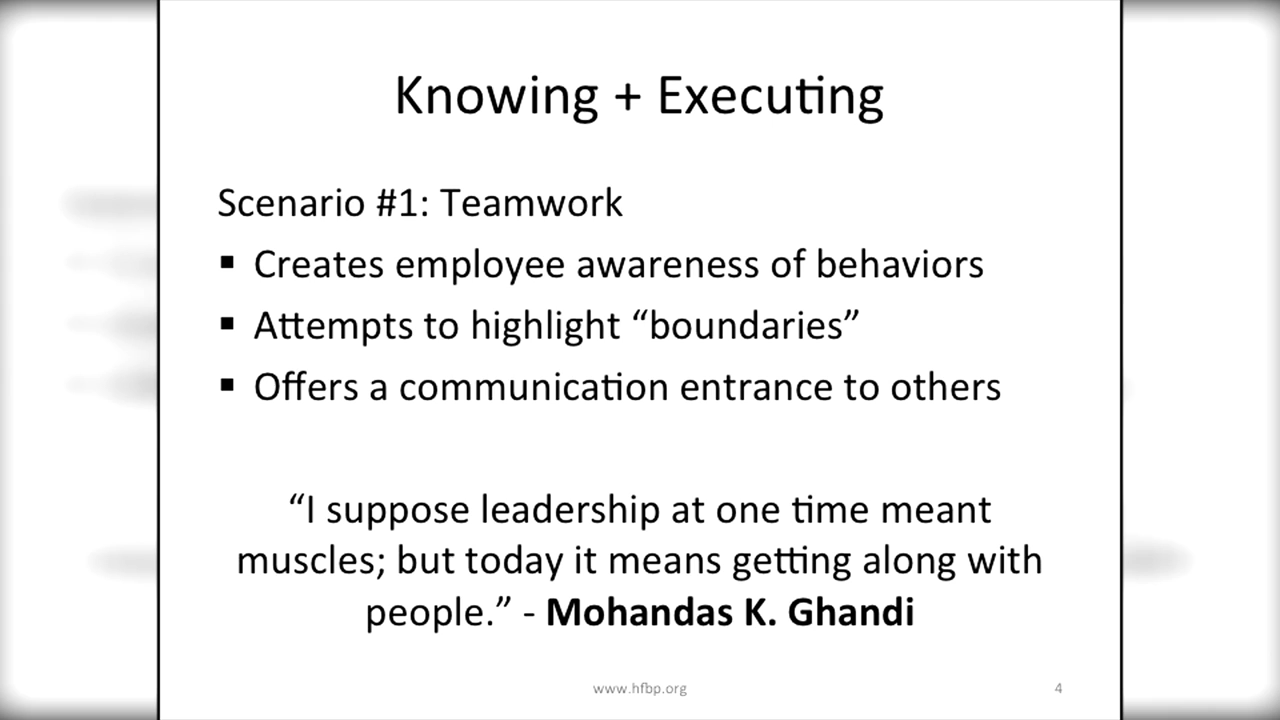 Knowing + Executing
Scenario #1: Teamwork
▪ Creates employee awareness of behaviors
▪ Attempts to highlight “boundaries”
▪ Offers a communication entrance to others
“I suppose leadership at one time meant
muscles; but today it means getting along with
people.” - Mohandas K. Ghandi
www.hfbp.org
4